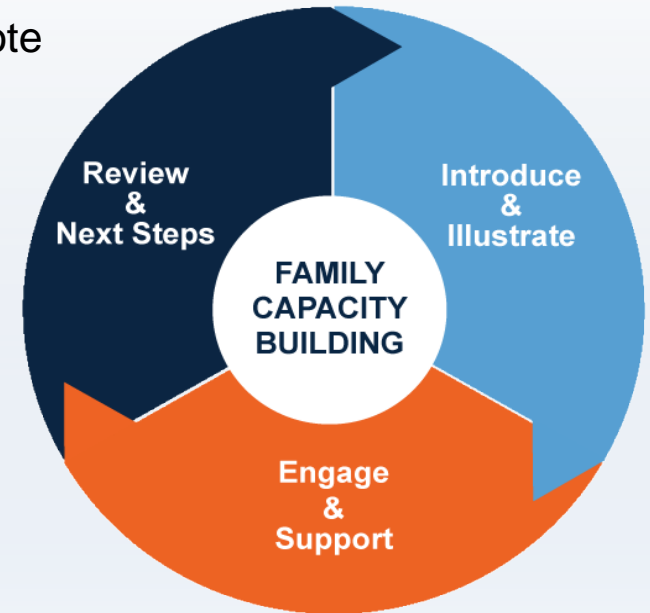 Review
&
Next Steps
Introduce
&
Illustrate
FAMILY
CAPACITY
BUILDING
Engage
&
Support